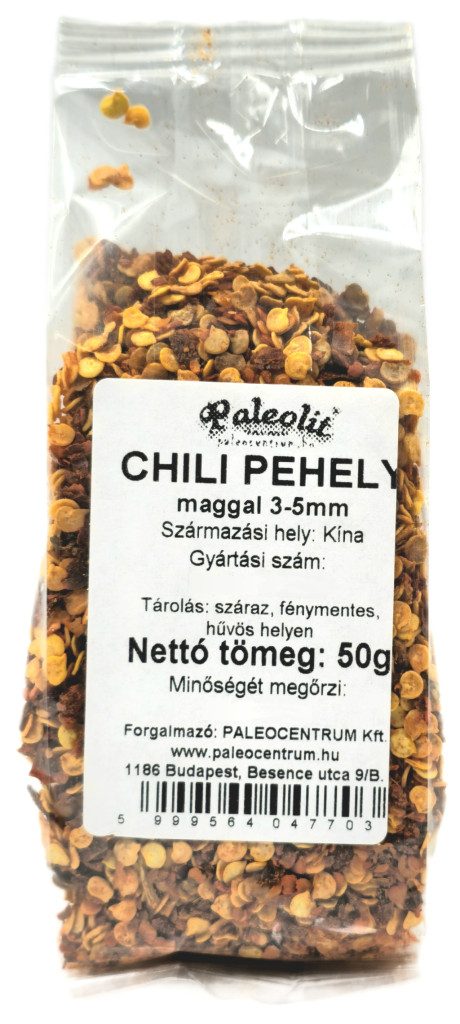 Paleolit
paleocentrum.hu
CHILI PEHELY
maggal 3-5mm
Származási hely: Kína
Gyártási szám:
Tárolás: száraz, fénymentes,
hűvös helyen
Nettó tömeg: 50g
Minőségét megőrzi:
Forgalmazó: PALEOCENTRUM Kft.
www.paleocentrum.hu
1186 Budapest, Besence utca 9/B.
5 999564 047703